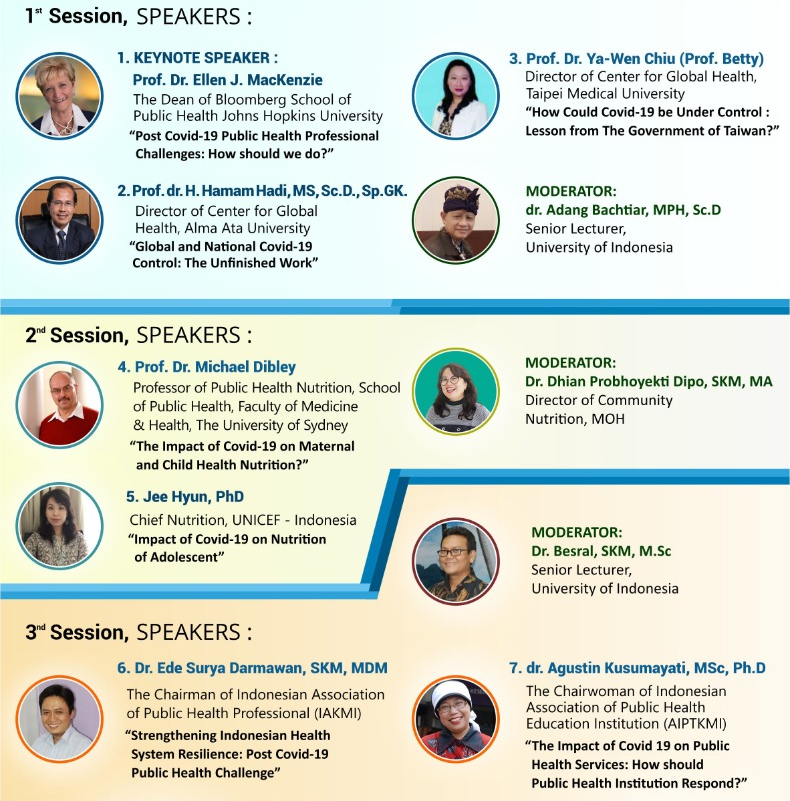 1st Session, SPEAKERS :
1. KEYNOTE SPEAKER :
Prof. Dr. Ellen J. MacKenzie
The Dean of Bloomberg School of
Public Health Johns Hopkins University
“Post Covid-19 Public Health Professional
Challenges: How should we do?”
2. Prof. dr. H. Hamam Hadi, MS, Sc.D., Sp.GK.
Director of Center for Global
Health, Alma Ata University
“Global and National Covid-19
Control: The Unfinished Work”
3. Prof. Dr. Ya-Wen Chiu (Prof. Betty)
Director of Center for Global Health,
Taipei Medical University
“How Could Covid-19 be Under Control :
Lesson from The Government of Taiwan?”
MODERATOR:
dr. Adang Bachtiar, MPH, Sc.D
Senior Lecturer,
University of Indonesia
2nd Session, SPEAKERS :
4. Prof. Dr. Michael Dibley
Professor of Public Health Nutrition, School
of Public Health, Faculty of Medicine
& Health, The University of Sydney
“The Impact of Covid-19 on Maternal
and Child Health Nutrition?”
5. Jee Hyun, PhD
Chief Nutrition, UNICEF - Indonesia
“Impact of Covid-19 on Nutrition
of Adolescent”
MODERATOR:
Dr. Dhian Probhoyekti Dipo, SKM, MA
Director of Community
Nutrition, MOH
MODERATOR:
Dr. Besral, SKM, M.Sc
Senior Lecturer,
University of Indonesia
3nd Session, SPEAKERS :
6. Dr. Ede Surya Darmawan, SKM, MDM
The Chairman of Indonesian Association
of Public Health Professional (IAKMI)
“Strengthening Indonesian Health
System Resilience: Post Covid-19
Public Health Challenge”
7. dr. Agustin Kusumayati, MSc, Ph.D
The Chairwoman of Indonesian
Association of Public Health
Education Institution (AIPTKMI)
“The Impact of Covid 19 on Public
Health Services: How should
Public Health Institution Respond?”